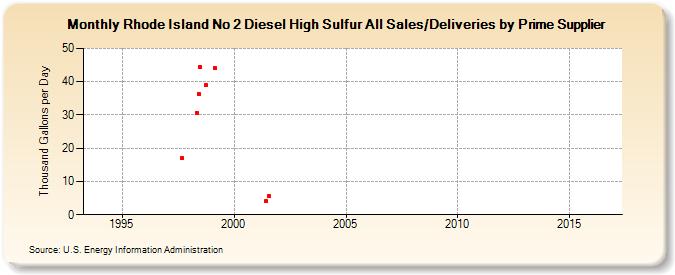 Monthly Rhode Island No 2 Diesel High Sulfur All Sales/Deliveries by Prime Supplier
Thousand Gallons per Day
50
40
30
20
10
0
1995 2000 2005 2010 2015
Source: U.S. Energy Information Administration